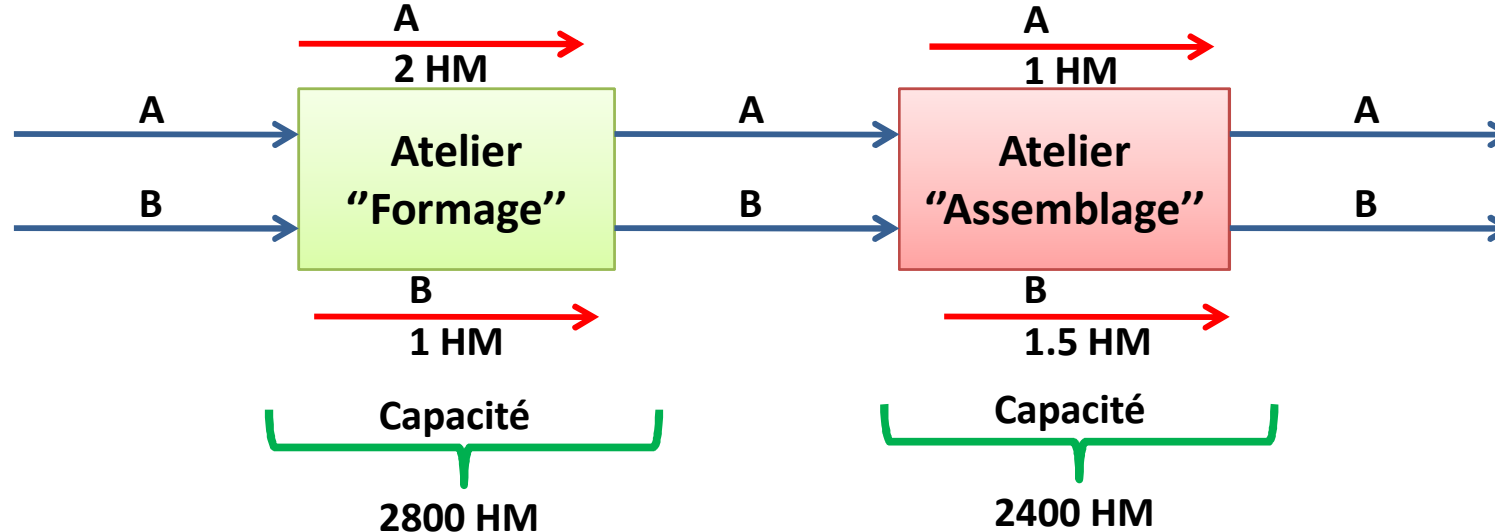 A
2 HM
A
1 HM
A
B
Atelier
‘’Formage’’
A
B
Atelier
‘’Assemblage’’
A
B
B
1 HM
B
1.5 HM
Capacité
2800 HM
Capacité
2400 HM